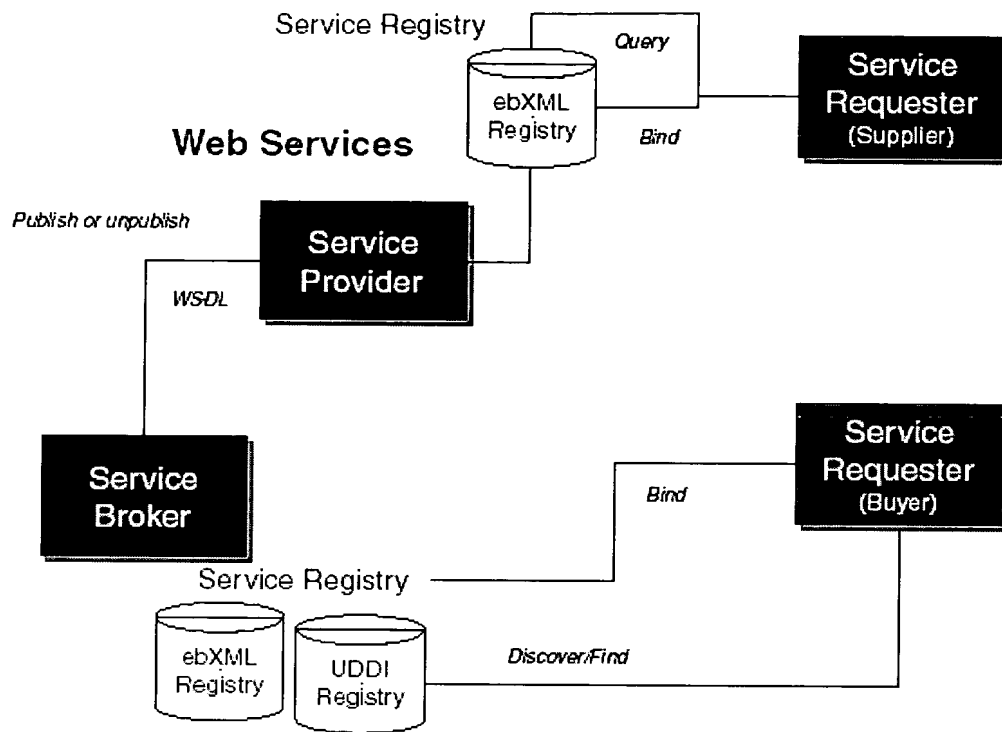 Service Registry
Query
ebXML
Registry
Bind
Service
Requester
(Supplier)
Web Services
Publish or unpublish
Service
Provider
WSDL
Service
Broker
Service
Requester
(Buyer)
Bind
Service Registry
ebXML
Registry
UDDI
Registry
Discover/Find